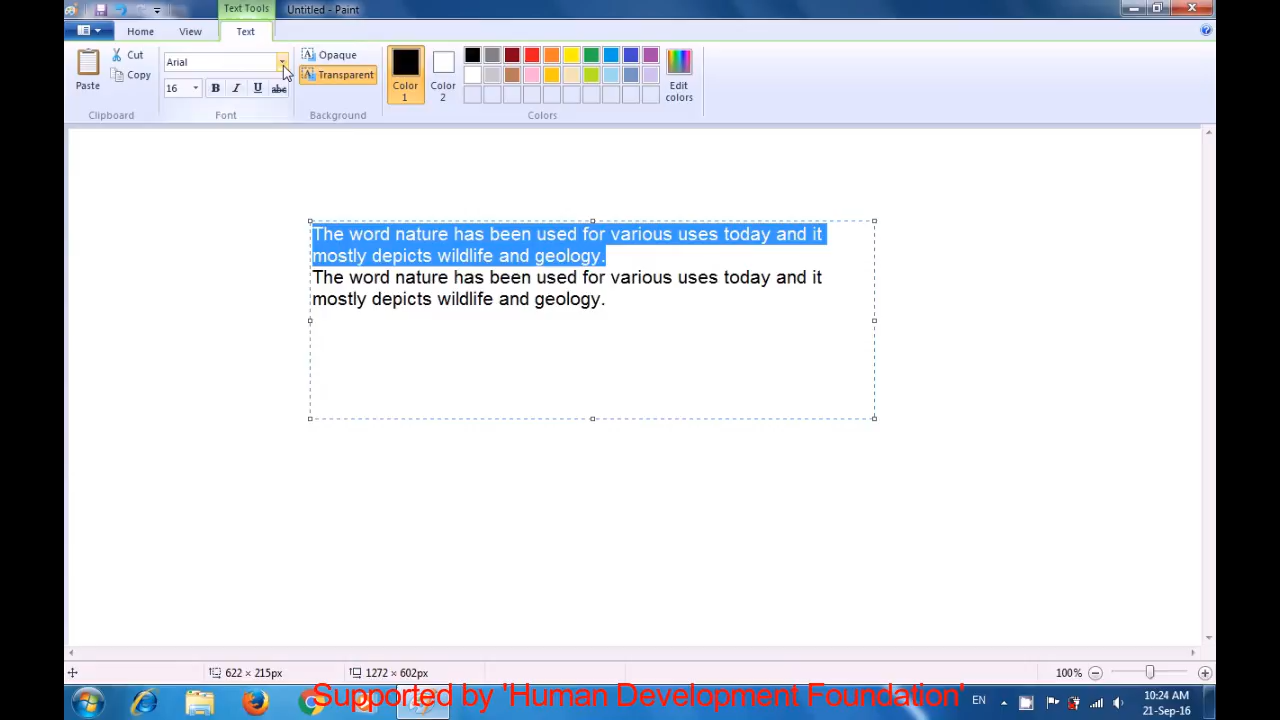 Text Tools
Untitled - Paint
Home
View
Text
Paste
Cut
Copy
Clipboard
Arial
16
B I U abc
Font
Opaque
Transparent
Background
Color 1
Color 2
Edit colors
Colors
The word nature has been used for various uses today and it
mostly depicts wildlife and geology.
The word nature has been used for various uses today and it
mostly depicts wildlife and geology.
622 × 215px
1272 × 602px
100%
Supported by 'Human Development Foundation'
EN
10:24 AM
21-Sep-16